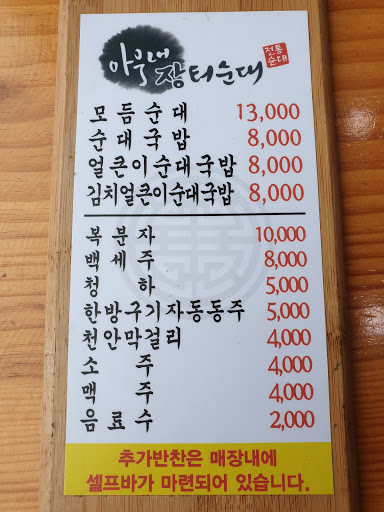 아우내 장터순대 전통순대
모듬순대 13,000
순대국밥 8,000
얼큰이순대국밥 8,000
김치얼큰이순대국밥 8,000
복분자 10,000
백세주 8,000
청하 5,000
한방구기자동동주 5,000
천안막걸리 4,000
소주 4,000
맥주 4,000
음료수 2,000
추가반찬은 매장내에
셀프바가 마련되어 있습니다.